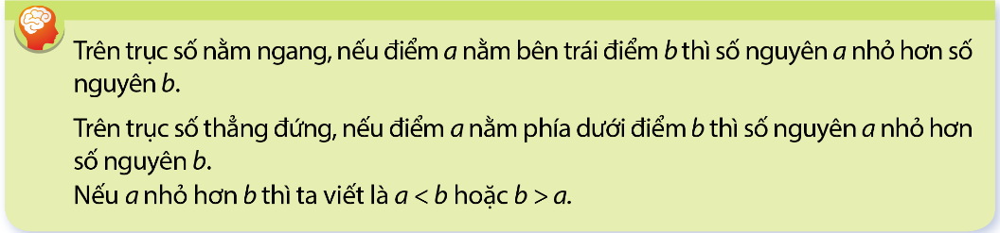 Trên trục số nằm ngang, nếu điểm a nằm bên trái điểm b thì số nguyên a nhỏ hơn số
nguyên b.
Trên trục số thẳng đứng, nếu điểm a nằm phía dưới điểm b thì số nguyên a nhỏ hơn
số nguyên b.
Nếu a nhỏ hơn b thì ta viết là a < b hoặc b > a.